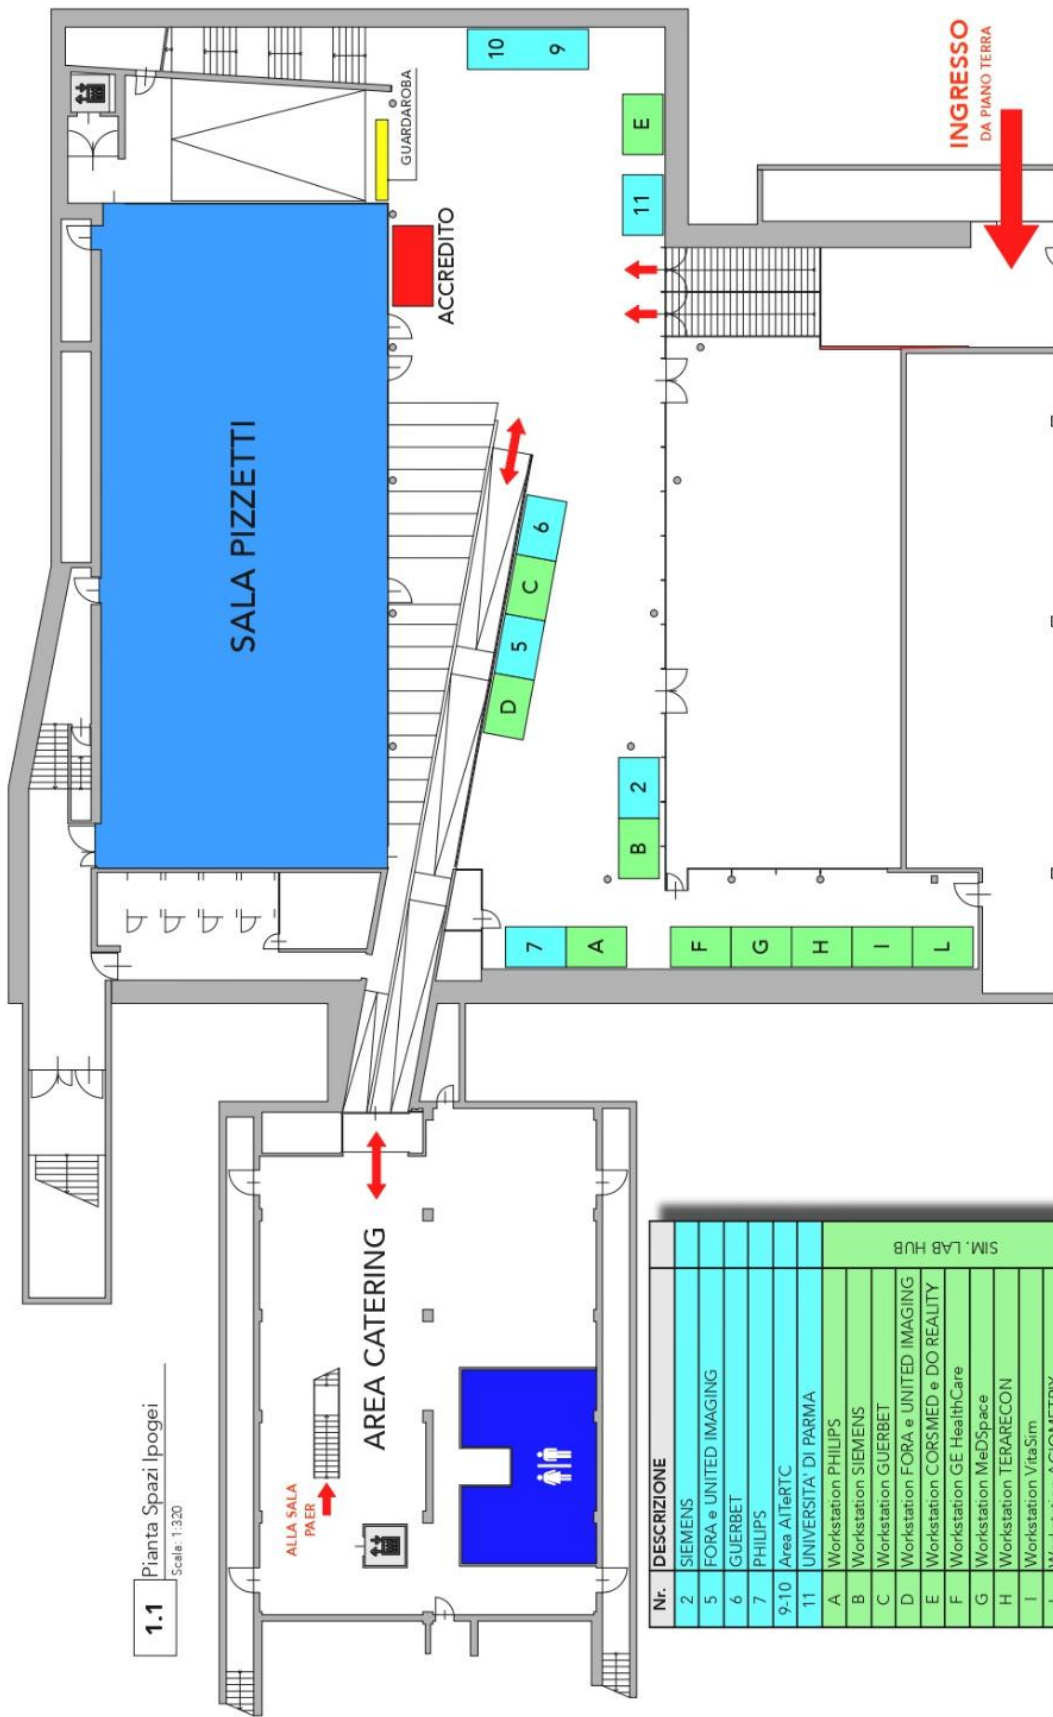 1.1
Pianta Spazi Ipogei
Scala: 1:320
SALA PIZZETTI
ACCREDITO
GUARDAROBA
INGRESSO
DA PIANO TERRA
10
9
E
11
6
C
5
D
2
B
7
A
F
G
H
I
L
AREA CATERING
ALLA SALA
PAER
Nr. DESCRIZIONE
2 SIEMENS
5 FORA e UNITED IMAGING
6 GUERBET
7 PHILIPS
9-10 Area AITeRTC
11 UNIVERSITA' DI PARMA
A Workstation PHILIPS
B Workstation SIEMENS
C Workstation GUERBET
D Workstation FORA e UNITED IMAGING
E Workstation CORSMED e DO REALITY
F Workstation GE HealthCare
G Workstation MeDSpace
H Workstation TERARECON
I Workstation VitaSim
SIM. LAB HUB